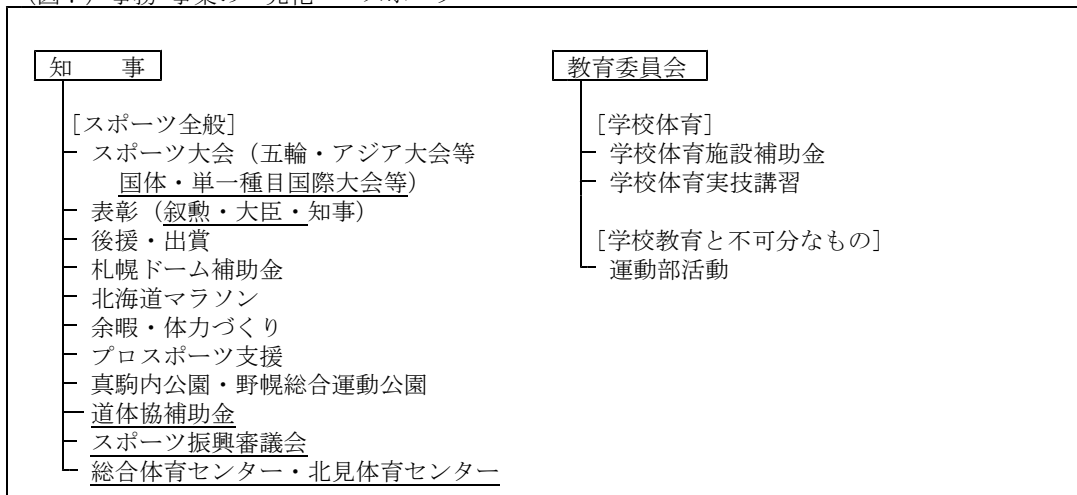 知　　事
［スポーツ全般］
スポーツ大会（五輪・アジア大会等
国体・単一種目国際大会等）
表彰（叙勲・大臣・知事）
後援・出賞
札幌ドーム補助金
北海道マラソン
余暇・体力づくり
プロスポーツ支援
真駒内公園・野幌総合運動公園
道体協補助金
スポーツ振興審議会
総合体育センター・北見体育センター
教育委員会
［学校体育］
学校体育施設補助金
学校体育実技講習
［学校教育と不可分なもの］
運動部活動